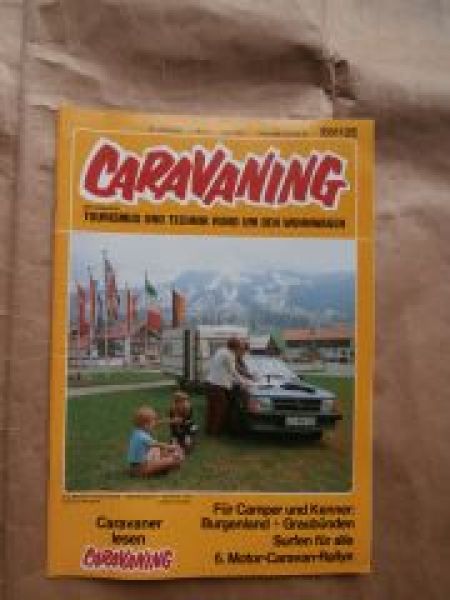 CARAVANING
TOURISMUS UND TECHNIK RUND UM DEN WOHNWAGEN
Caravaner
lesen
CARAVANING
Für Camper und Kenner:
Burgenland - Graubünden
Surfen für alle
6. Motor-Caravan-Rallye